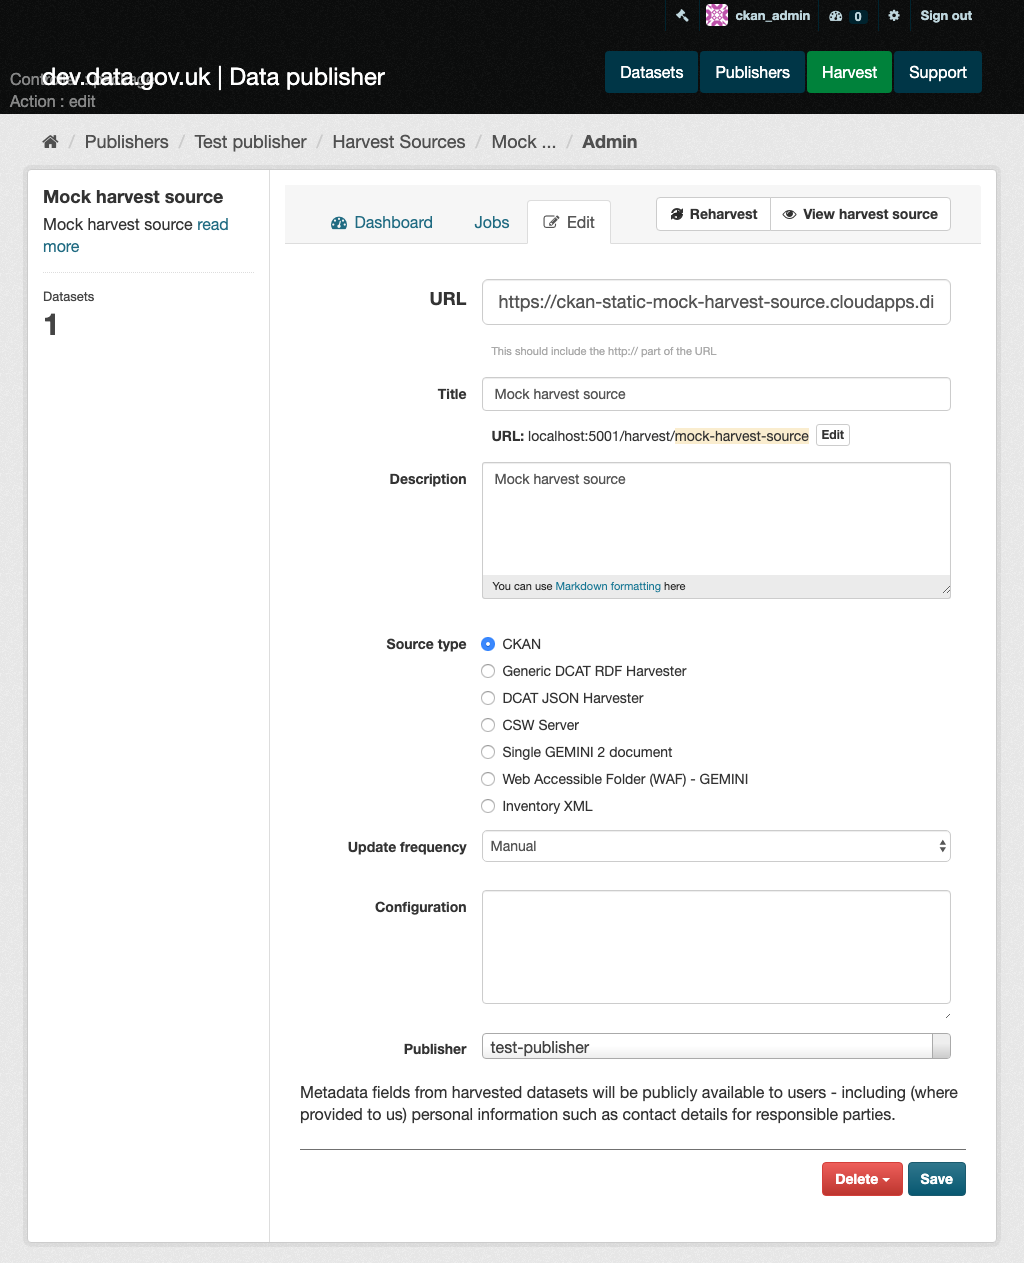 ckan_admin 0 Sign out
dev.data.gov.uk | Data publisher
Action : edit
Datasets Publishers Harvest Support
/ Publishers / Test publisher / Harvest Sources / Mock ... / Admin
Mock harvest source
Mock harvest source read
more
Datasets
1
Dashboard Jobs Edit Reharvest View harvest source
URL https://ckan-static-mock-harvest-source.cloudapps.di
This should include the http:// part of the URL
Title Mock harvest source
URL: localhost:5001/harvest/mock-harvest-source Edit
Description Mock harvest source
You can use Markdown formatting here
Source type CKAN
Generic DCAT RDF Harvester
DCAT JSON Harvester
CSW Server
Single GEMINI 2 document
Web Accessible Folder (WAF) - GEMINI
Inventory XML
Update frequency Manual
Configuration
Publisher test-publisher
Metadata fields from harvested datasets will be publicly available to users - including (where
provided to us) personal information such as contact details for responsible parties.
Delete Save